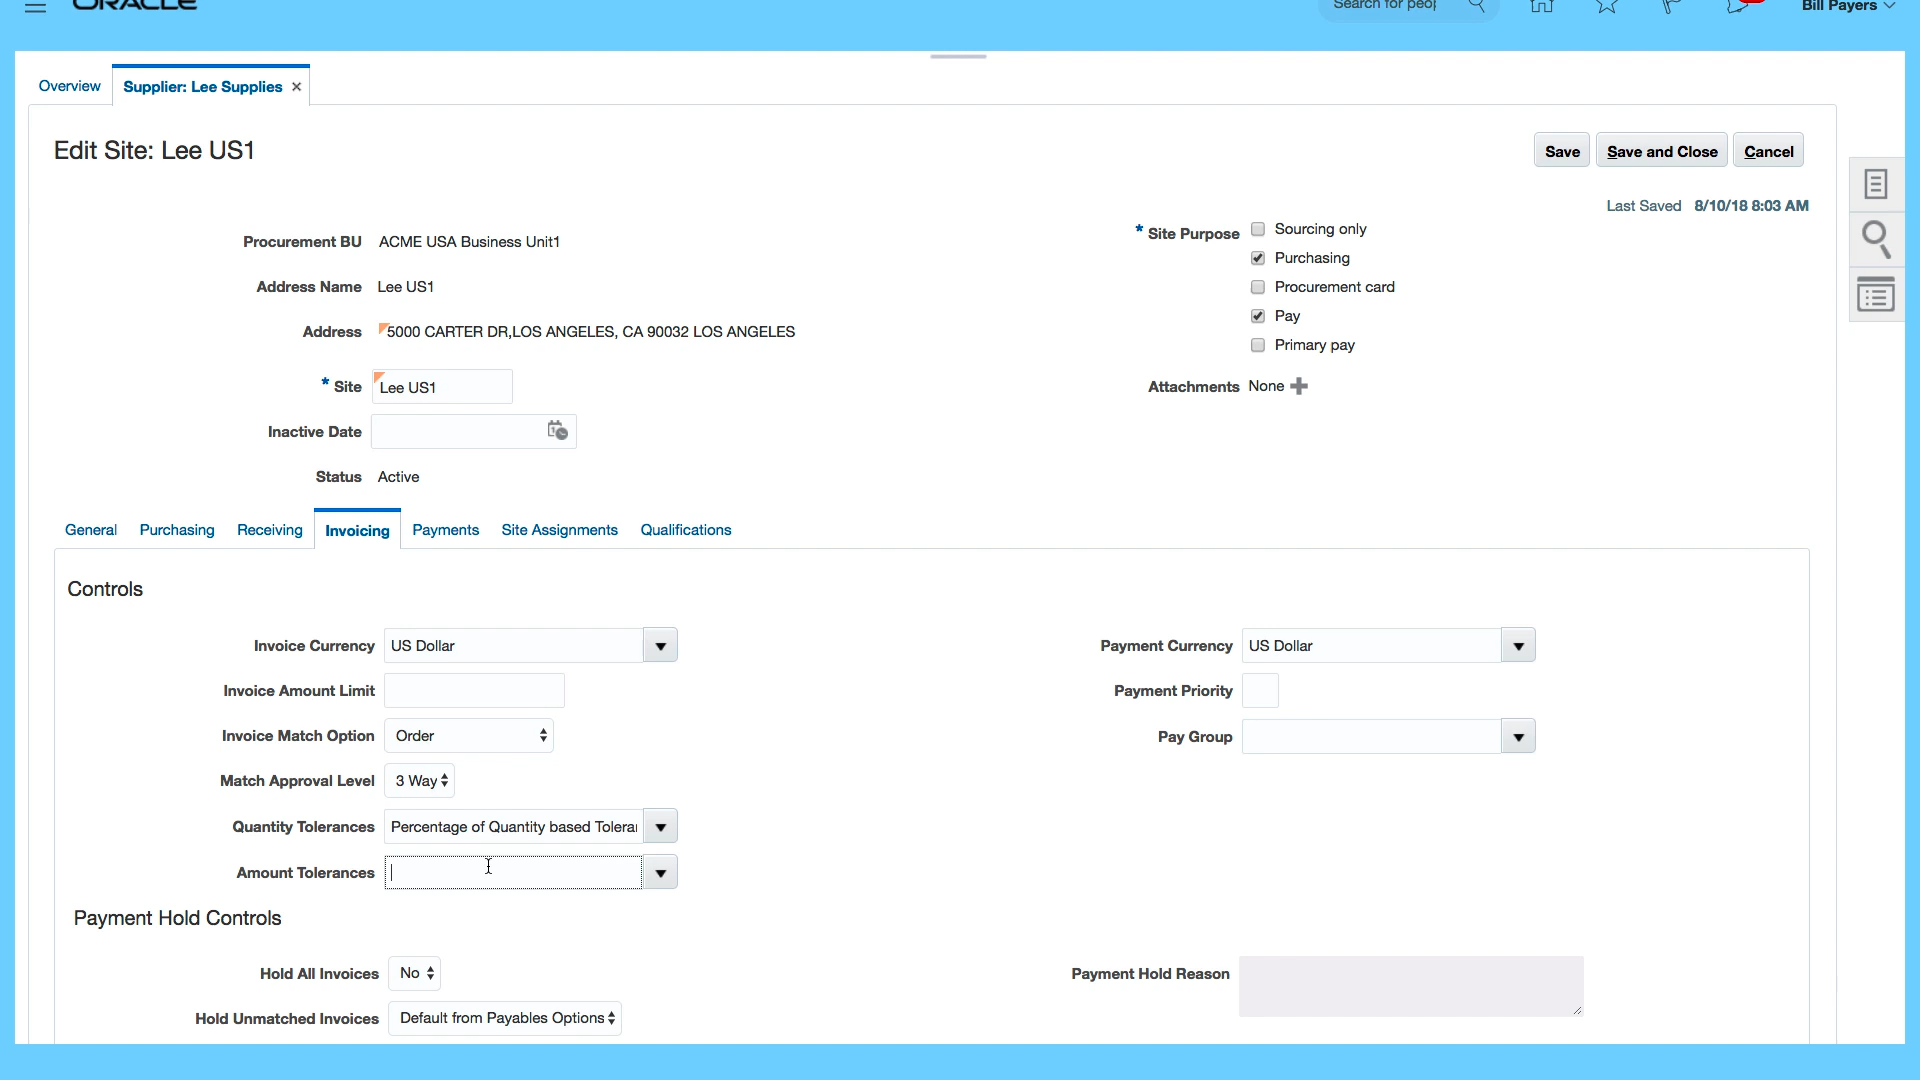 ORACLE
Search for peop
Bill Payers
Overview
Supplier: Lee Supplies
Edit Site: Lee US1
Save
Save and Close
Cancel
Last Saved 8/10/18 8:03 AM
Procurement BU ACME USA Business Unit1
Address Name Lee US1
Address 5000 CARTER DR,LOS ANGELES, CA 90032 LOS ANGELES
* Site Lee US1
Inactive Date
Status Active
* Site Purpose
Sourcing only
Purchasing
Procurement card
Pay
Primary pay
Attachments None
General
Purchasing
Receiving
Invoicing
Payments
Site Assignments
Qualifications
Controls
Invoice Currency US Dollar
Invoice Amount Limit
Invoice Match Option Order
Match Approval Level 3 Way
Quantity Tolerances Percentage of Quantity based Tolera
Amount Tolerances
Payment Currency US Dollar
Payment Priority
Pay Group
Payment Hold Controls
Hold All Invoices No
Hold Unmatched Invoices Default from Payables Options
Payment Hold Reason